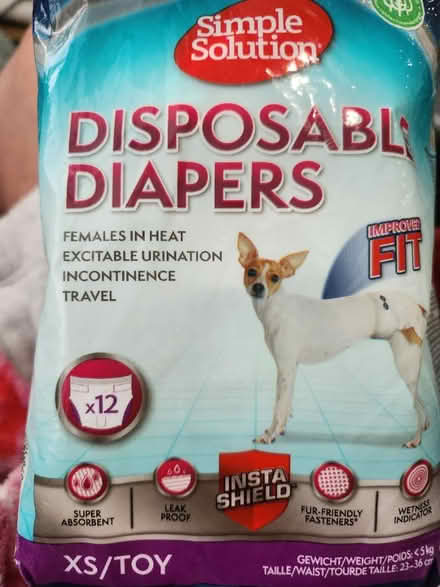 Simple
Solution
DISPOSABLE
DIAPERS
FEMALES IN HEAT
EXCITABLE URINATION
INCONTINENCE
TRAVEL
IMPROVED
FIT
x12
INSTA
SHIELD
SUPER
ABSORBENT
LEAK
PROOF
FUR-FRIENDLY
FASTENERS*
WETNESS
INDICATOR
XS/TOY
GEWICHT/WEIGHT/POIDS: <5 kg
TAILLE/WAIST/TOUR DE TAILLE: 23-36 cm